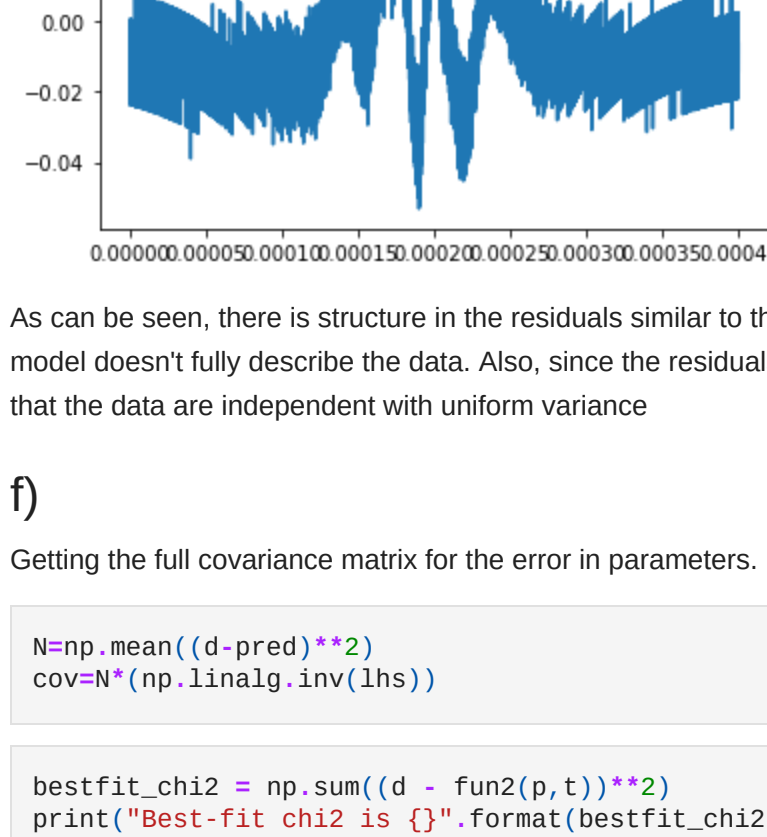 0.00
−0.02
−0.04
0.000000.000050.000100.000150.000200.000250.000300.000350.0004
As can be seen, there is structure in the residuals similar to th
model doesn't fully describe the data. Also, since the residual
that the data are independent with uniform variance
f)
Getting the full covariance matrix for the error in parameters.
N=np.mean((d-pred)**2)
cov=N*(np.linalg.inv(lhs))
bestfit_chi2 = np.sum((d - fun2(p,t))**2)
print("Best-fit chi2 is {}".format(bestfit_chi2